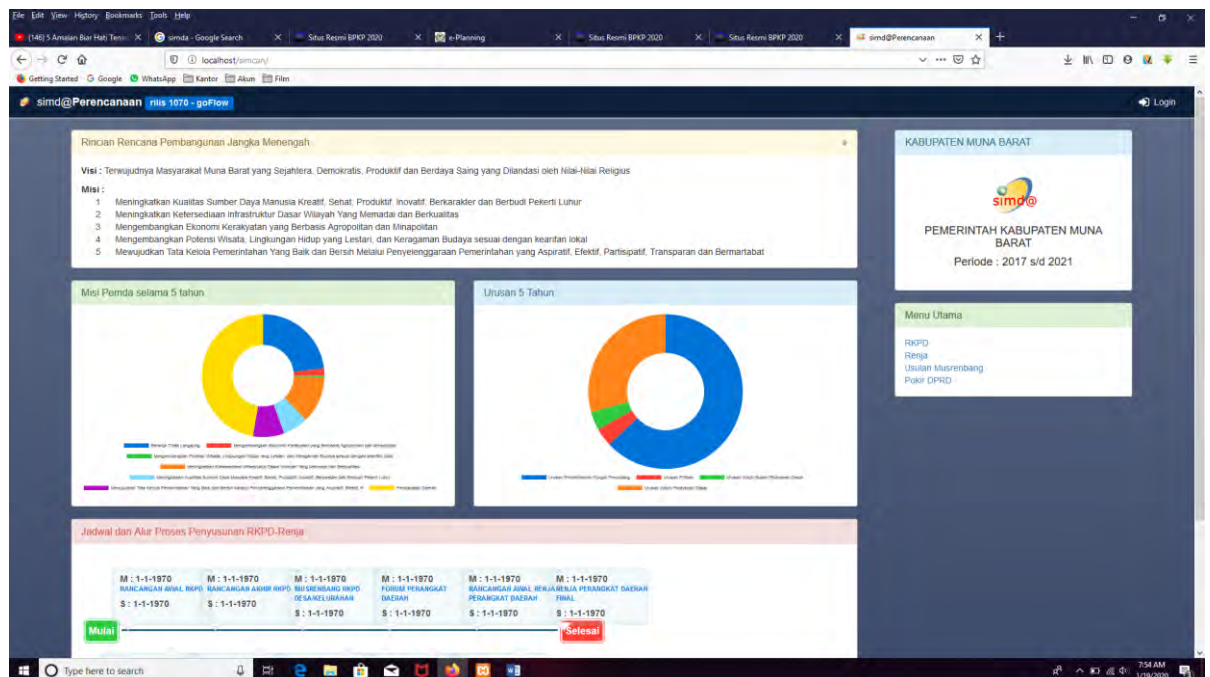 File Edit View History Bookmarks Tools Help
(146) 5 Amalan Biar Hati Ten
simda - Google Search
Situs Resmi BPKP 2020
e-Planning
Situs Resmi BPKP 2020
Situs Resmi BPKP 2020
simd@Perencanaan
localhost/simcan/
Getting Started Google WhatsApp Kantor Akun Film
simd@Perencanaan rilis 1070 - goFlow
Login
Rincian Rencana Pembangunan Jangka Menengah
Visi : Terwujudnya Masyarakat Muna Barat yang Sejahtera, Demokratis, Produktif dan Berdaya Saing yang Dilandasi oleh Nilai-Nilai Religius
Misi :
1 Meningkatkan Kualitas Sumber Daya Manusia Kreatif, Sehat, Produktif, Inovatif, Berkarakter dan Berbudi Pekerti Luhur
2 Meningkatkan Ketersediaan Infrastruktur Dasar Wilayah Yang Memadai dan Berkualitas
3 Mengembangkan Ekonomi Kerakyatan yang Berbasis Agropolitan dan Minapolitan
4 Mengembangkan Potensi Wisata, Lingkungan Hidup yang Lestari, dan Keragaman Budaya sesuai dengan kearifan lokal
5 Mewujudkan Tata Kelola Pemerintahan Yang Baik dan Bersih Melalui Penyelenggaraan Pemerintahan yang Aspiratif, Efektif, Partisipatif, Transparan dan Bermartabat
KABUPATEN MUNA BARAT
simd@
PEMERINTAH KABUPATEN MUNA
BARAT
Periode : 2017 s/d 2021
Misi Pemda selama 5 tahun
Urusan 5 Tahun
Menu Utama
RKPD
Renja
Usulan Musrenbang
Pokir DPRD
Jadwal dan Alur Proses Penyusunan RKPD-Renja
M : 1-1-1970
RANCANGAN AWAL RKPD
S : 1-1-1970
M : 1-1-1970
RANCANGAN AKHIR RKPD
S : 1-1-1970
M : 1-1-1970
MUSRENBANG RKPD
DESA/KELURAHAN
S : 1-1-1970
M : 1-1-1970
FORUM PERANGKAT
DAERAH
S : 1-1-1970
M : 1-1-1970
RANCANGAN AWAL RENJA
PERANGKAT DAERAH
S : 1-1-1970
M : 1-1-1970
RENJA PERANGKAT DAERAH
FINAL
S : 1-1-1970
Mulai
Selesai
Type here to search
7:54 AM